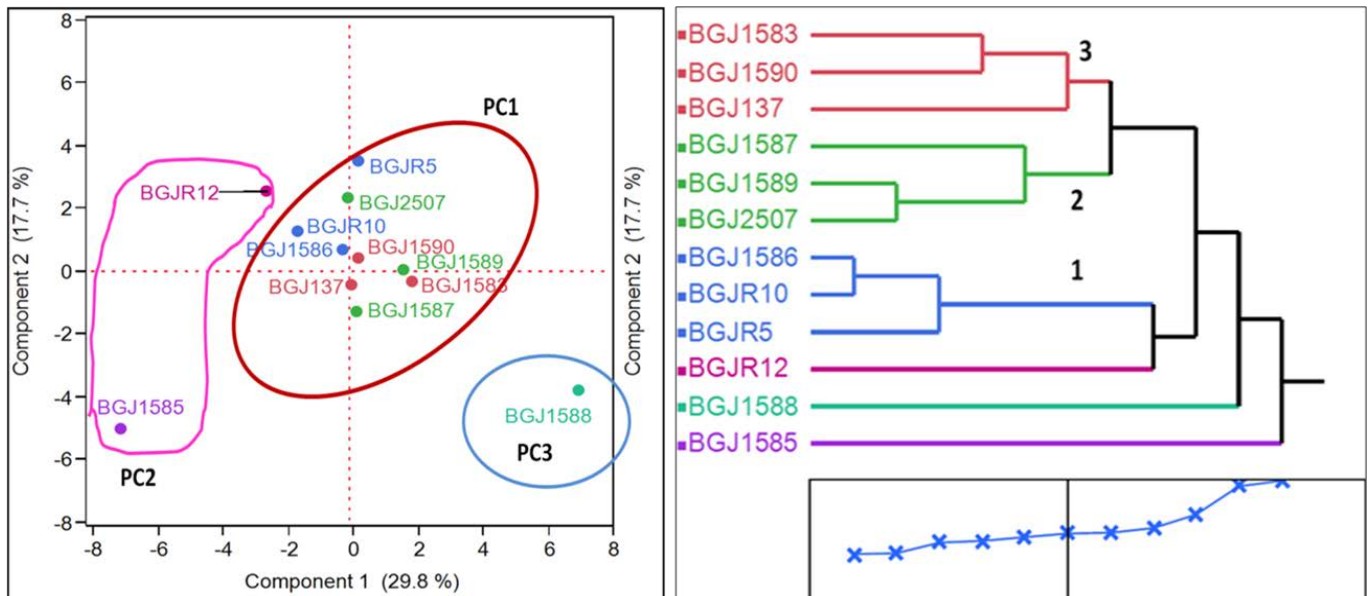 8
6
4
2
0
-2
-4
-6
-8
Component 2 (17.7 %)
PC1
BGJR5
BGJR12
BGJ2507
BGJR10
BGJ1586
BGJ1590
BGJ1589
BGJ137
BGJ1583
BGJ1587
BGJ1585
BGJ1588
PC3
PC2
-8 -6 -4 -2 0 2 4 6 8
Component 1 (29.8 %)
Component 2 (17.7 %)
BGJ1583
3
BGJ1590
BGJ137
BGJ1587
BGJ1589
2
BGJ2507
BGJ1586
1
BGJR10
BGJR5
BGJR12
BGJ1588
BGJ1585